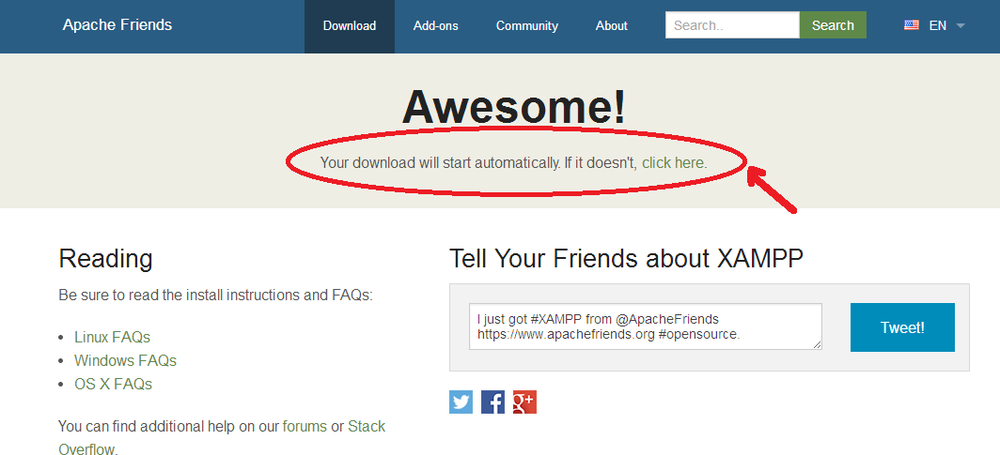 Apache Friends
Download
Add-ons
Community
About
Search..
Search
EN
Awesome!
Your download will start automatically. If it doesn't, click here.
Reading
Be sure to read the install instructions and FAQs:
Linux FAQs
Windows FAQs
OS X FAQs
You can find additional help on our forums or Stack
Overflow.
Tell Your Friends about XAMPP
I just got #XAMPP from @ApacheFriends
https://www.apachefriends.org #opensource.
Tweet!
f
g+